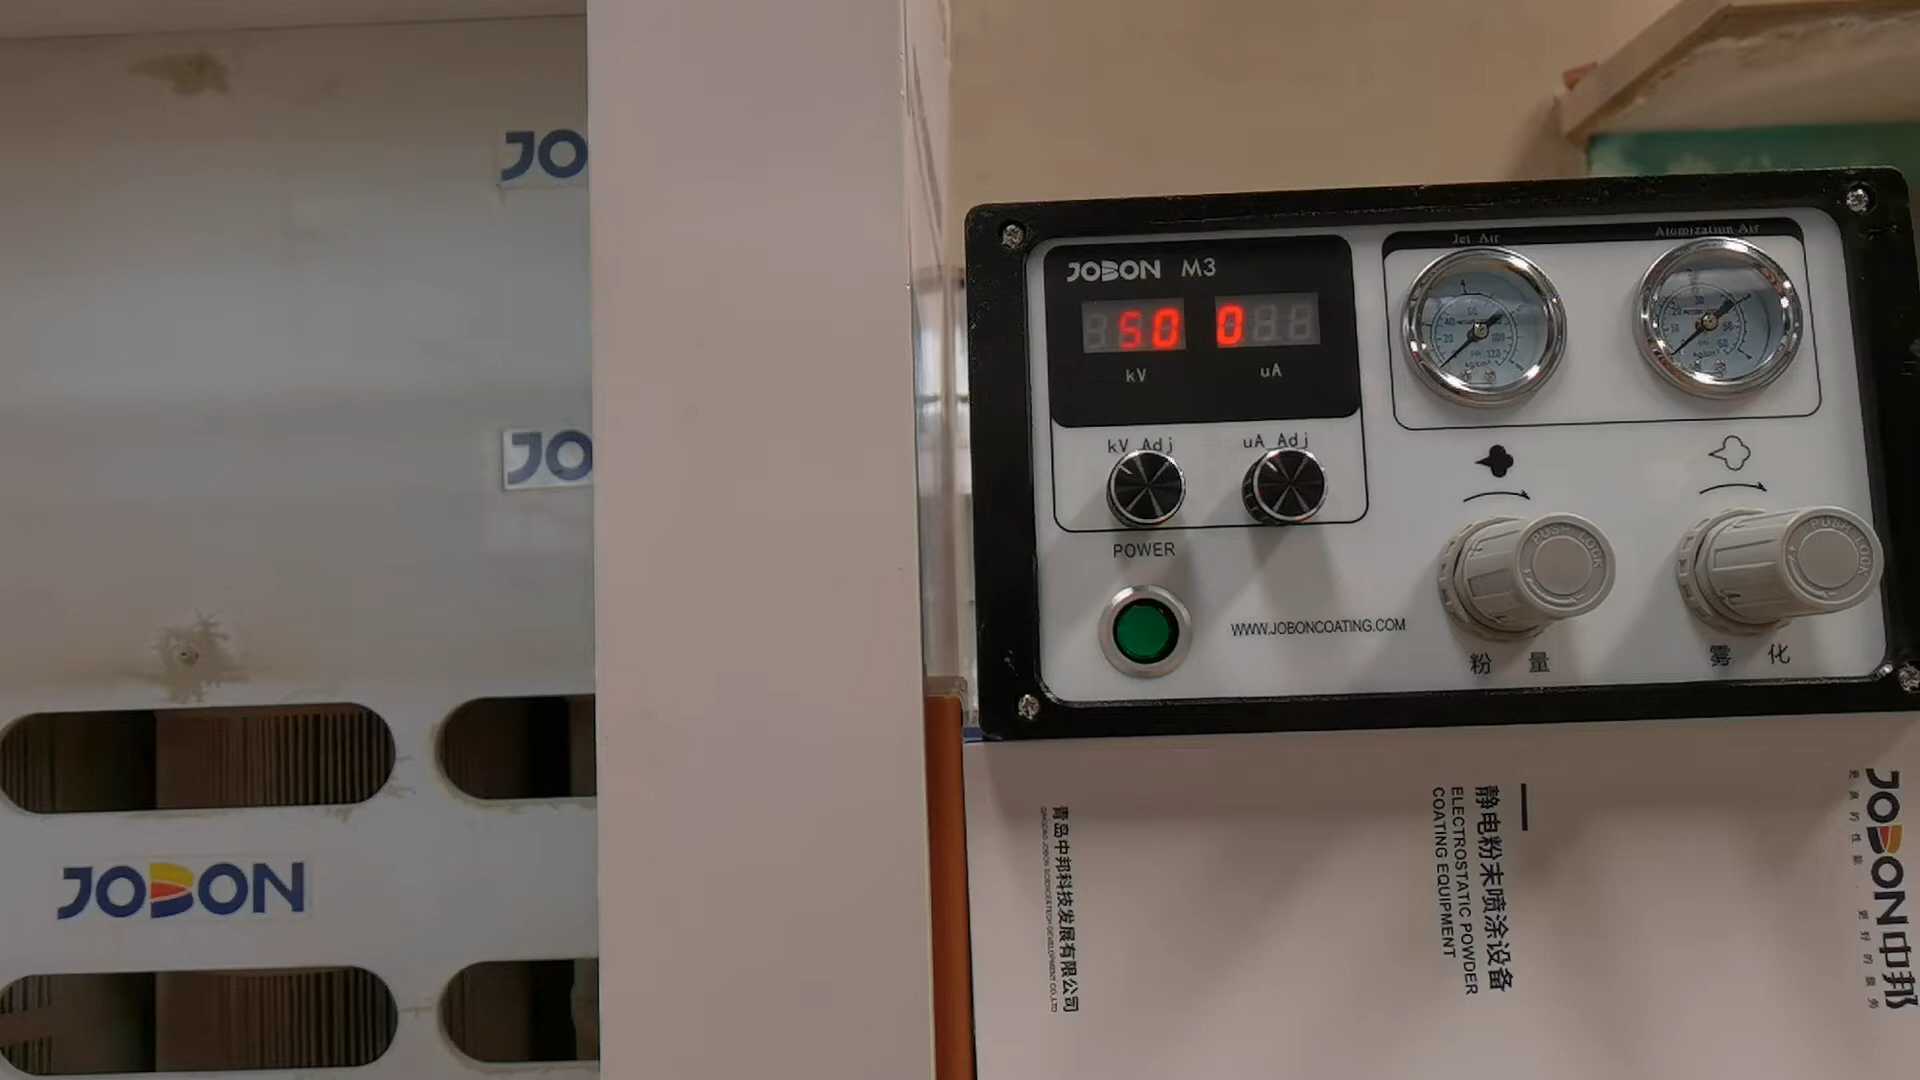 JO
JO
JOBON
JOBON M3
50 0
kV
uA
kV Adj
uA Adj
POWER
WWW.JOBONCOATING.COM
Jet Air
Atomization Air
PUSH LOCK
PUSH LOCK
粉 量
雾 化
静电粉末喷涂设备
ELECTROSTATIC POWDER
COATING EQUIPMENT
青岛中邦科技发展有限公司
JOBON中邦